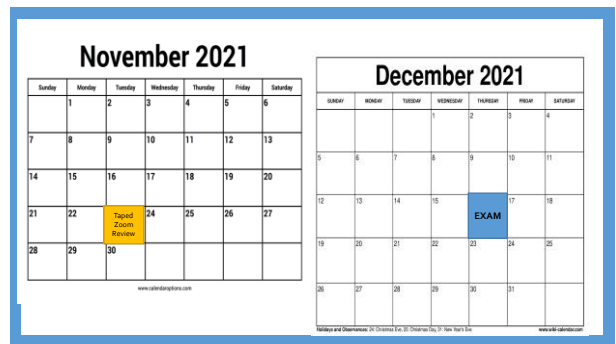 November 2021
Sunday Monday Tuesday Wednesday Thursday Friday Saturday
1 2 3 4 5 6
7 8 9 10 11 12 13
14 15 16 17 18 19 20
21 22 Taped 24 25 26 27
Zoom
Review
28 29 30
www.calendaroptions.com
December 2021
SUNDAY MONDAY TUESDAY WEDNESDAY THURSDAY FRIDAY SATURDAY
1 2 3 4
5 6 7 8 9 10 11
12 13 14 15 EXAM 17 18
19 20 21 22 23 24 25
26 27 28 29 30 31
Holidays and Observances: 24: Christmas Eve, 25: Christmas Day, 31: New Year's Eve
www.wiki-calendar.com